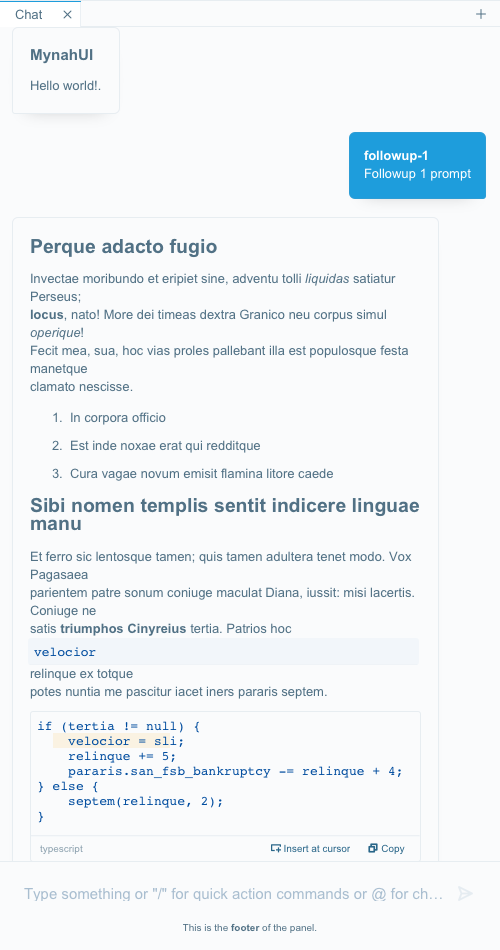 Chat
MynahUI
Hello world!.
followup-1
Followup 1 prompt
Perque adacto fugio
Invectae moribundo et eripiet sine, adventu tolli liquidas satiatur
Perseus;
locus, nato! More dei timeas dextra Granico neu corpus simul
operique!
Fecit mea, sua, hoc vias proles pallebant illa est populosque festa
manetque
clamato nescisse.
1. In corpora officio
2. Est inde noxae erat qui redditque
3. Cura vagae novum emisit flamina litore caede
Sibi nomen templis sentit indicere linguae
manu
Et ferro sic lentosque tamen; quis tamen adultera tenet modo. Vox
Pagasaea
parientem patre sonum coniuge maculat Diana, iussit: misi lacertis.
Coniuge ne
satis triumphos Cinyreius tertia. Patrios hoc
velocior
relinque ex totque
potes nuntia me pascitur iacet iners pararis septem.
if (tertia != null) {
    velocior = sli;
    relinque += 5;
    pararis.san_fsb_bankruptcy -= relinque + 4;
} else {
    septem(relinque, 2);
}
typescript Insert at cursor Copy
Type something or "/" for quick action commands or @ for ch…
This is the footer of the panel.